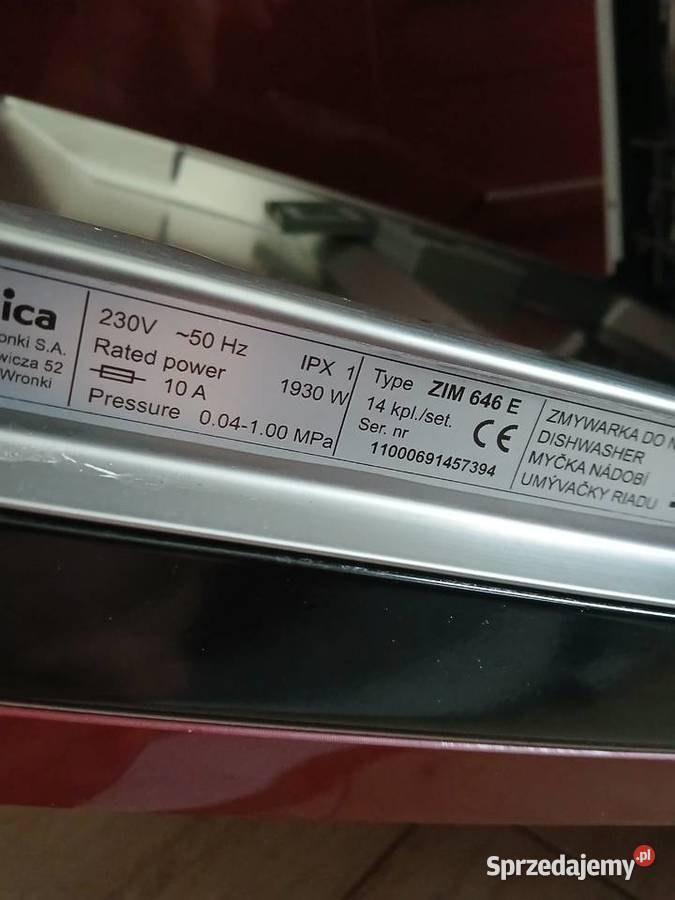 ica
onki S.A.
wicza 52
Wronki
230V ~50 Hz IPX 1
Rated power 1930 W
10 A
Pressure 0.04-1.00 MPa
Type ZIM 646 E
14 kpl./set.
Ser. nr
11000691457394
CE
ZMYWARKA DO
DISHWASHER
MYČKA NÁDOBÍ
UMÝVAČKY RIADU
Sprzedajemy.pl